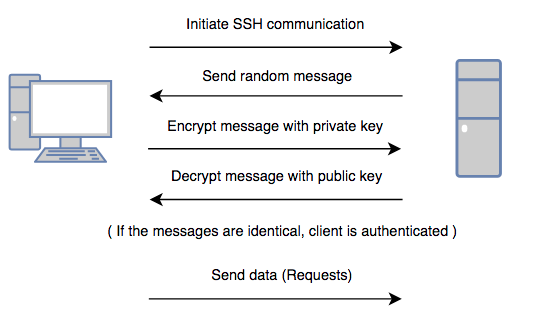 Initiate SSH communication
Send random message
Encrypt message with private key
Decrypt message with public key
( If the messages are identical, client is authenticated )
Send data (Requests)